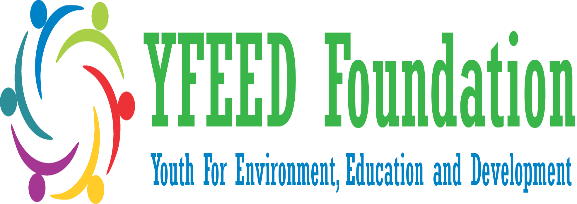 YFEED Foundation
Youth For Environment, Education and Development